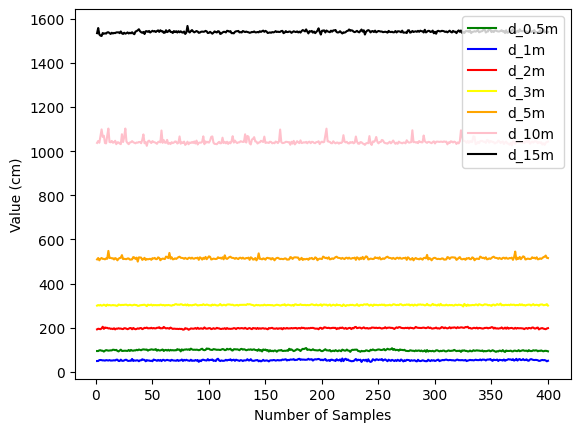 1600
1400
1200
1000
800
600
400
200
0
Value (cm)
0 50 100 150 200 250 300 350 400
Number of Samples
d_0.5m
d_1m
d_2m
d_3m
d_5m
d_10m
d_15m